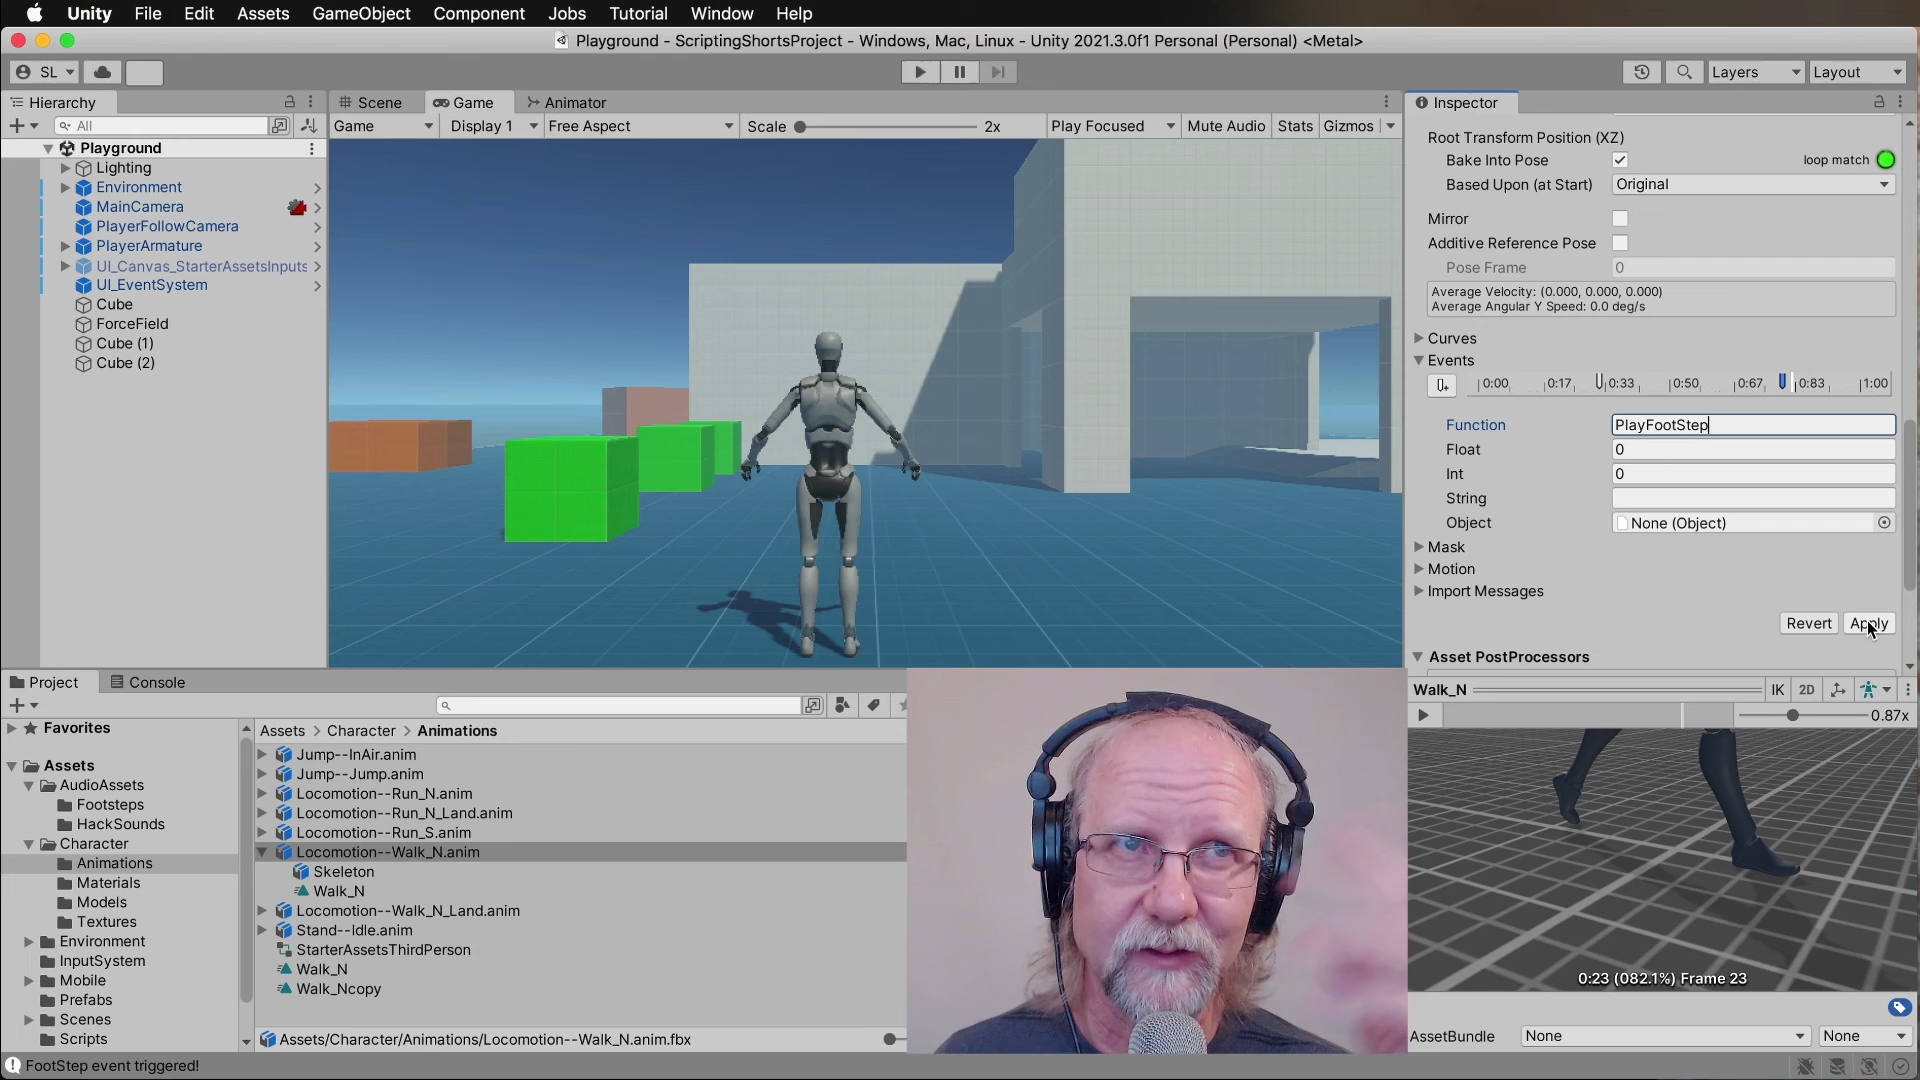 Unity File Edit Assets GameObject Component Jobs Tutorial Window Help
Playground - ScriptingShortsProject - Windows, Mac, Linux - Unity 2021.3.0f1 Personal (Personal) <Metal>
SL Layers Layout
Hierarchy
All
Playground
Lighting
Environment
MainCamera
PlayerFollowCamera
PlayerArmature
UI_Canvas_StarterAssetsInputs
UI_EventSystem
Cube
ForceField
Cube (1)
Cube (2)
Scene Game Animator
Game Display 1 Free Aspect Scale 2x Play Focused Mute Audio Stats Gizmos
Inspector
Root Transform Position (XZ)
Bake Into Pose loop match
Based Upon (at Start) Original
Mirror
Additive Reference Pose
Pose Frame 0
Average Velocity: (0.000, 0.000, 0.000)
Average Angular Y Speed: 0.0 deg/s
Curves
Events
0:00 0:17 0:33 0:50 0:67 0:83 1:00
Function PlayFootStep
Float 0
Int 0
String
Object None (Object)
Mask
Motion
Import Messages
Revert Apply
Asset PostProcessors
Walk_N IK 2D
0.87x
0:23 (082.1%) Frame 23
AssetBundle None None
Project Console
Favorites
Assets
AudioAssets
Footsteps
HackSounds
Character
Animations
Materials
Models
Textures
Environment
InputSystem
Mobile
Prefabs
Scenes
Scripts
Assets > Character > Animations
Jump--InAir.anim
Jump--Jump.anim
Locomotion--Run_N.anim
Locomotion--Run_N_Land.anim
Locomotion--Run_S.anim
Locomotion--Walk_N.anim
Skeleton
Walk_N
Locomotion--Walk_N_Land.anim
Stand--Idle.anim
StarterAssetsThirdPerson
Walk_N
Walk_Ncopy
Assets/Character/Animations/Locomotion--Walk_N.anim.fbx
FootStep event triggered!